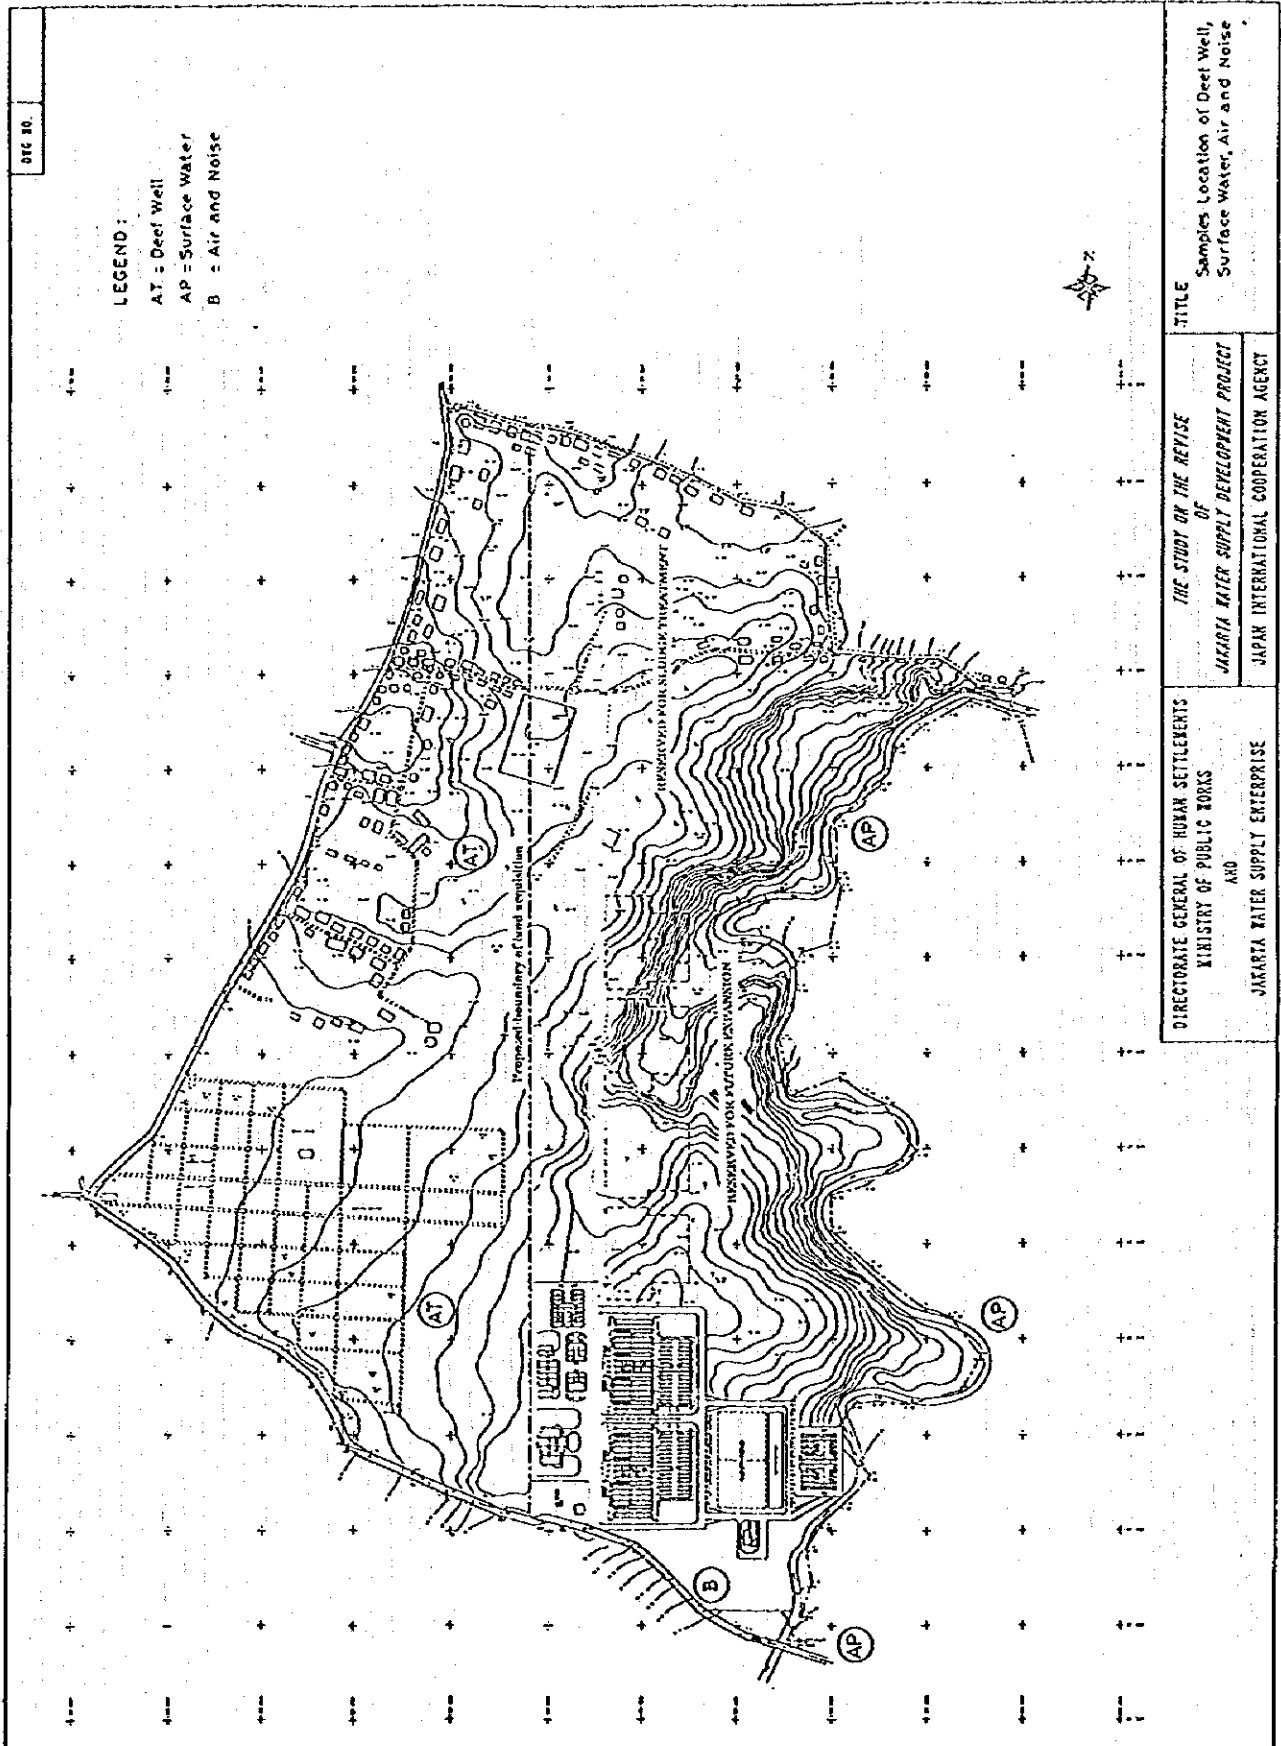 DWG NO.
LEGEND :
AT : Deef Well
AP = Surface Water
B = Air and Noise
AT
AT
AP
AP
AP
B
Proposed boundary of land acquisition
RESERVED FOR SLUDGE TREATMENT
RESERVED FOR FUTURE EXPANSION
DIRECTORATE GENERAL OF HUMAN SETTLEMENTS
MINISTRY OF PUBLIC WORKS
AND
JAKARTA WATER SUPPLY ENTERPRISE
THE STUDY ON THE REVISE
OF
JAKARTA WATER SUPPLY DEVELOPMENT PROJECT
JAPAN INTERNATIONAL COOPERATION AGENCY
TITLE
Samples Location of Deef Well,
Surface Water, Air and Noise